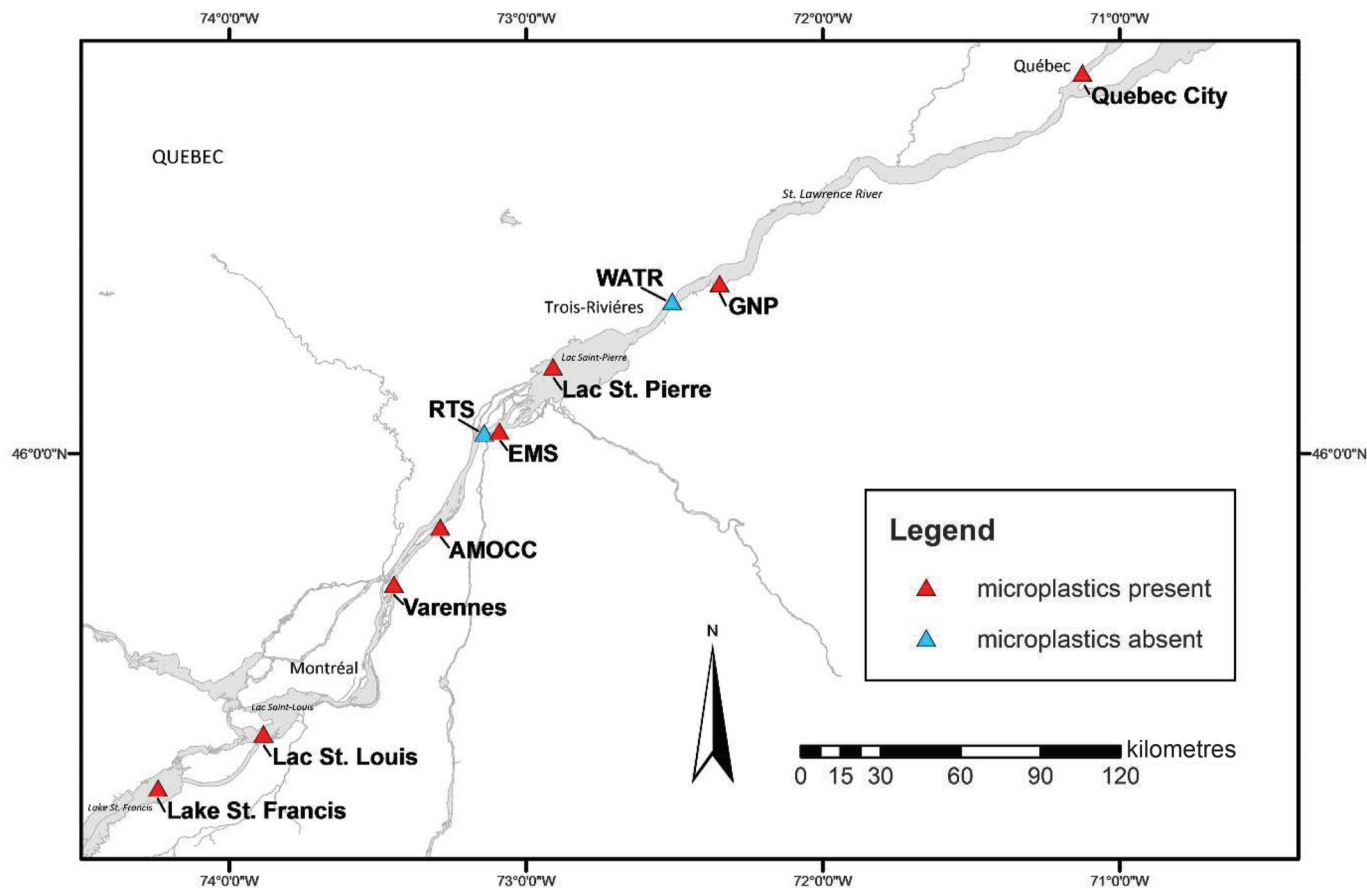 74°0'0"W 73°0'0"W 72°0'0"W 71°0'0"W
Québec
Quebec City
QUEBEC
St. Lawrence River
WATR
Trois-Riviéres
GNP
Lac Saint-Pierre
Lac St. Pierre
RTS
EMS
46°0'0"N 46°0'0"N
AMOCC
Varennes
Legend
microplastics present
microplastics absent
N
Montréal
Lac Saint-Louis
Lac St. Louis
kilometres
0 15 30 60 90 120
Lake St. Francis
Lake St. Francis
74°0'0"W 73°0'0"W 72°0'0"W 71°0'0"W